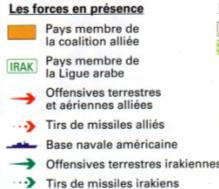 Les forces en présence
Pays membre de
la coalition alliée
IRAK
Pays membre de
la Ligue arabe
Offensives terrestres
et aériennes alliées
Tirs de missiles alliés
Base navale américaine
Offensives terrestres irakiennes
Tirs de missiles irakiens